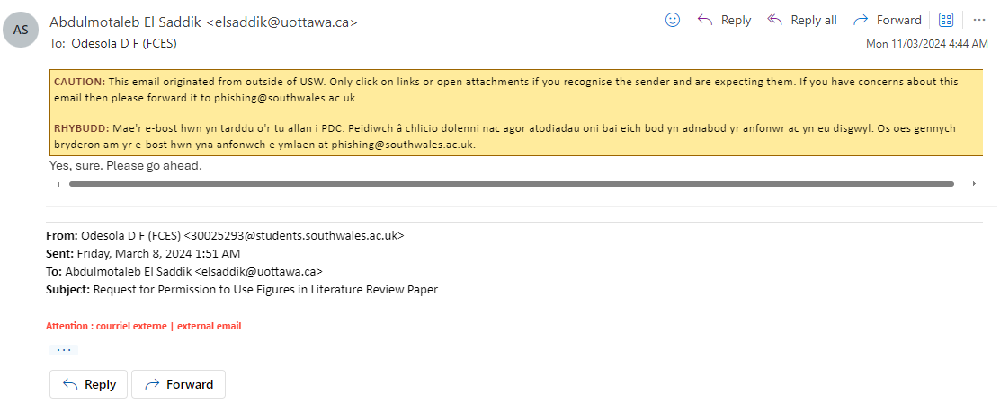 AS
Abdulmotaleb El Saddik <elsaddik@uottawa.ca>
Reply
Reply all
Forward
To: Odesola D F (FCES)
Mon 11/03/2024 4:44 AM
CAUTION: This email originated from outside of USW. Only click on links or open attachments if you recognise the sender and are expecting them. If you have concerns about this
email then please forward it to phishing@southwales.ac.uk.
RHYBUDD: Mae'r e-bost hwn yn tarddu o'r tu allan i PDC. Peidiwch â chlicio dolenni nac agor atodiadau oni bai eich bod yn adnabod yr anfonwr ac yn eu disgwyl. Os oes gennych
bryderon am yr e-bost hwn yna anfonwch e ymlaen at phishing@southwales.ac.uk.
Yes, sure. Please go ahead.
From: Odesola D F (FCES) <30025293@students.southwales.ac.uk>
Sent: Friday, March 8, 2024 1:51 AM
To: Abdulmotaleb El Saddik <elsaddik@uottawa.ca>
Subject: Request for Permission to Use Figures in Literature Review Paper
Attention : courriel externe | external email
Reply
Forward